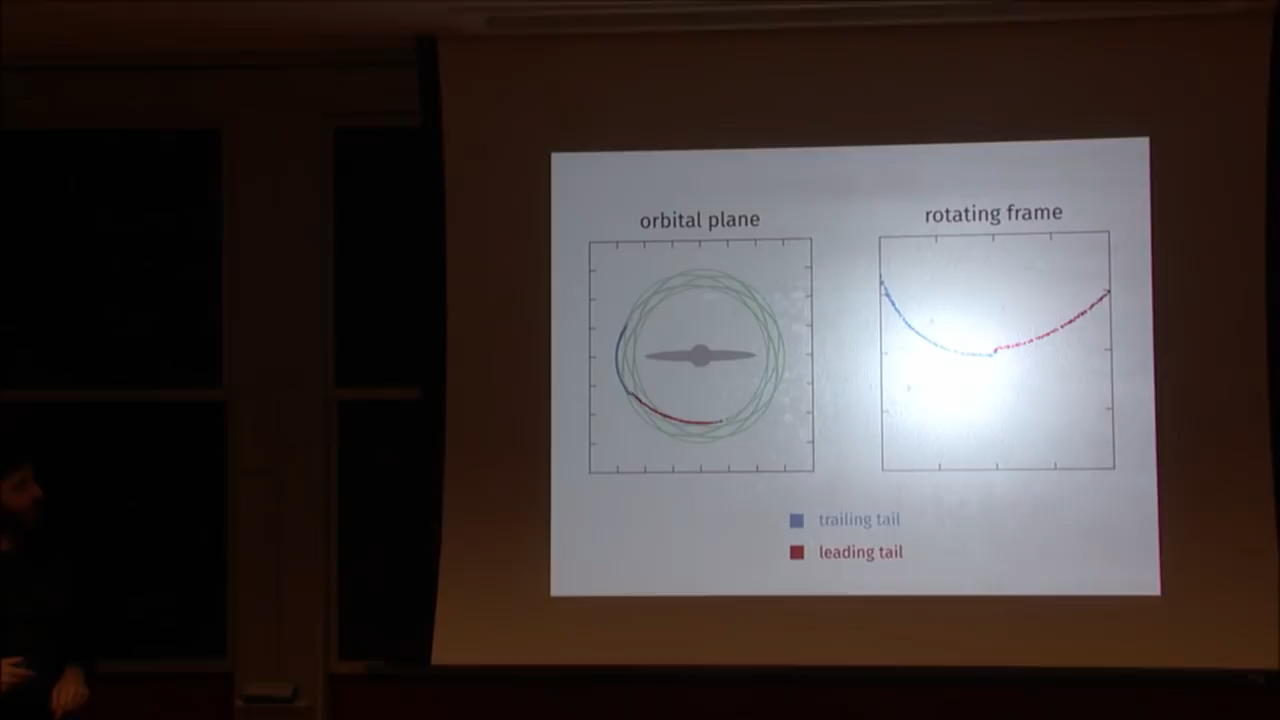 orbital plane
rotating frame
trailing tail
leading tail